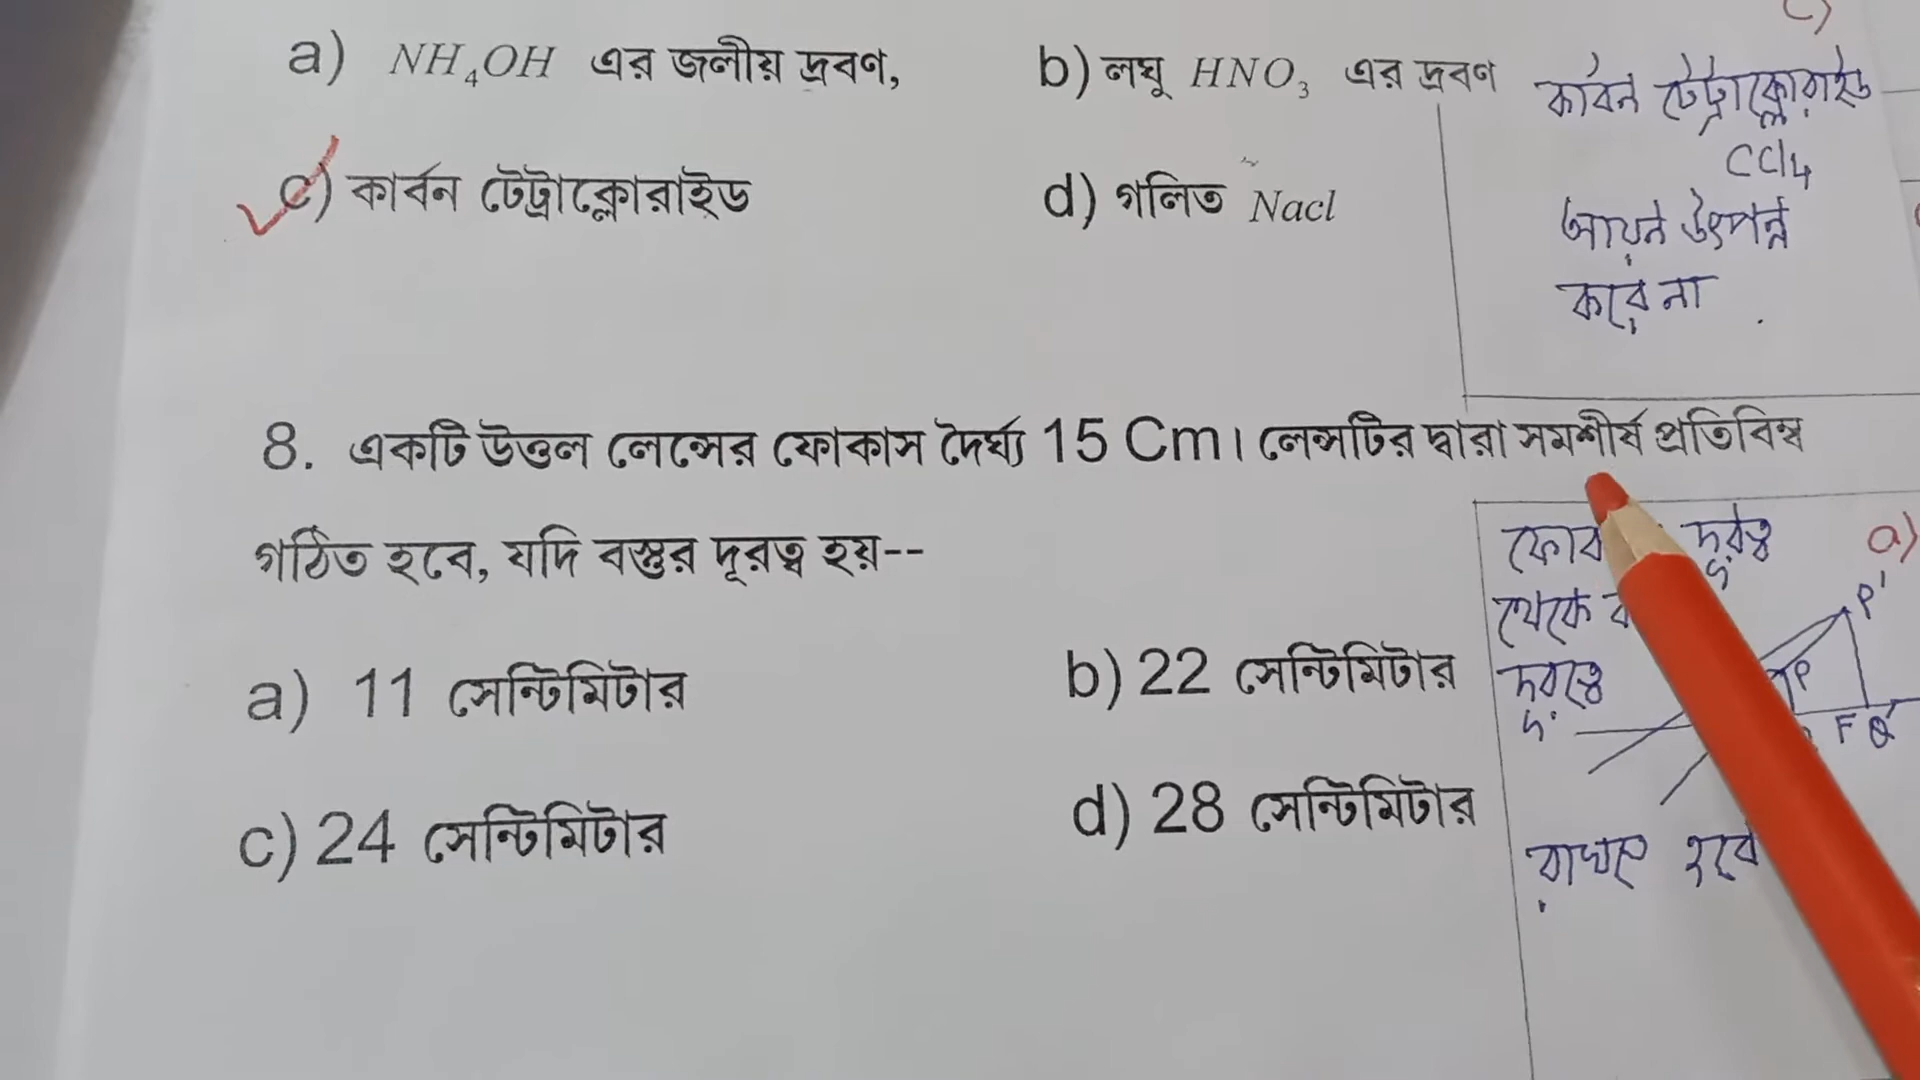 a) NH₄OH এর জলীয় দ্রবণ, b) লঘু HNO₃ এর দ্রবণ
c) কার্বন টেট্রাক্লোরাইড d) গলিত Nacl
c)
কার্বন টেট্রাক্লোরাইড
CCl₄
আয়ন উৎপন্ন
করে না
8. একটি উত্তল লেন্সের ফোকাস দৈর্ঘ্য 15 Cm। লেন্সটির দ্বারা সমশীর্ষ প্রতিবিম্ব
গঠিত হবে, যদি বস্তুর দূরত্ব হয়--
a) 11 সেন্টিমিটার b) 22 সেন্টিমিটার
c) 24 সেন্টিমিটার d) 28 সেন্টিমিটার
দূরত্ব a)
থেকে P'
দূরত্বে P
F Q'
রাখতে হবে